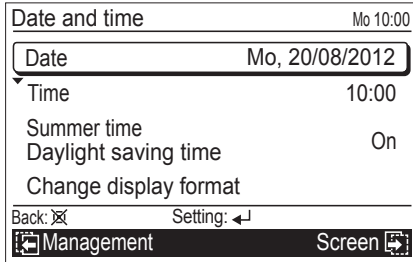 Date and time Mo 10:00
Date Mo, 20/08/2012
Time 10:00
Summer time
Daylight saving time On
Change display format
Back: Setting:
Management Screen